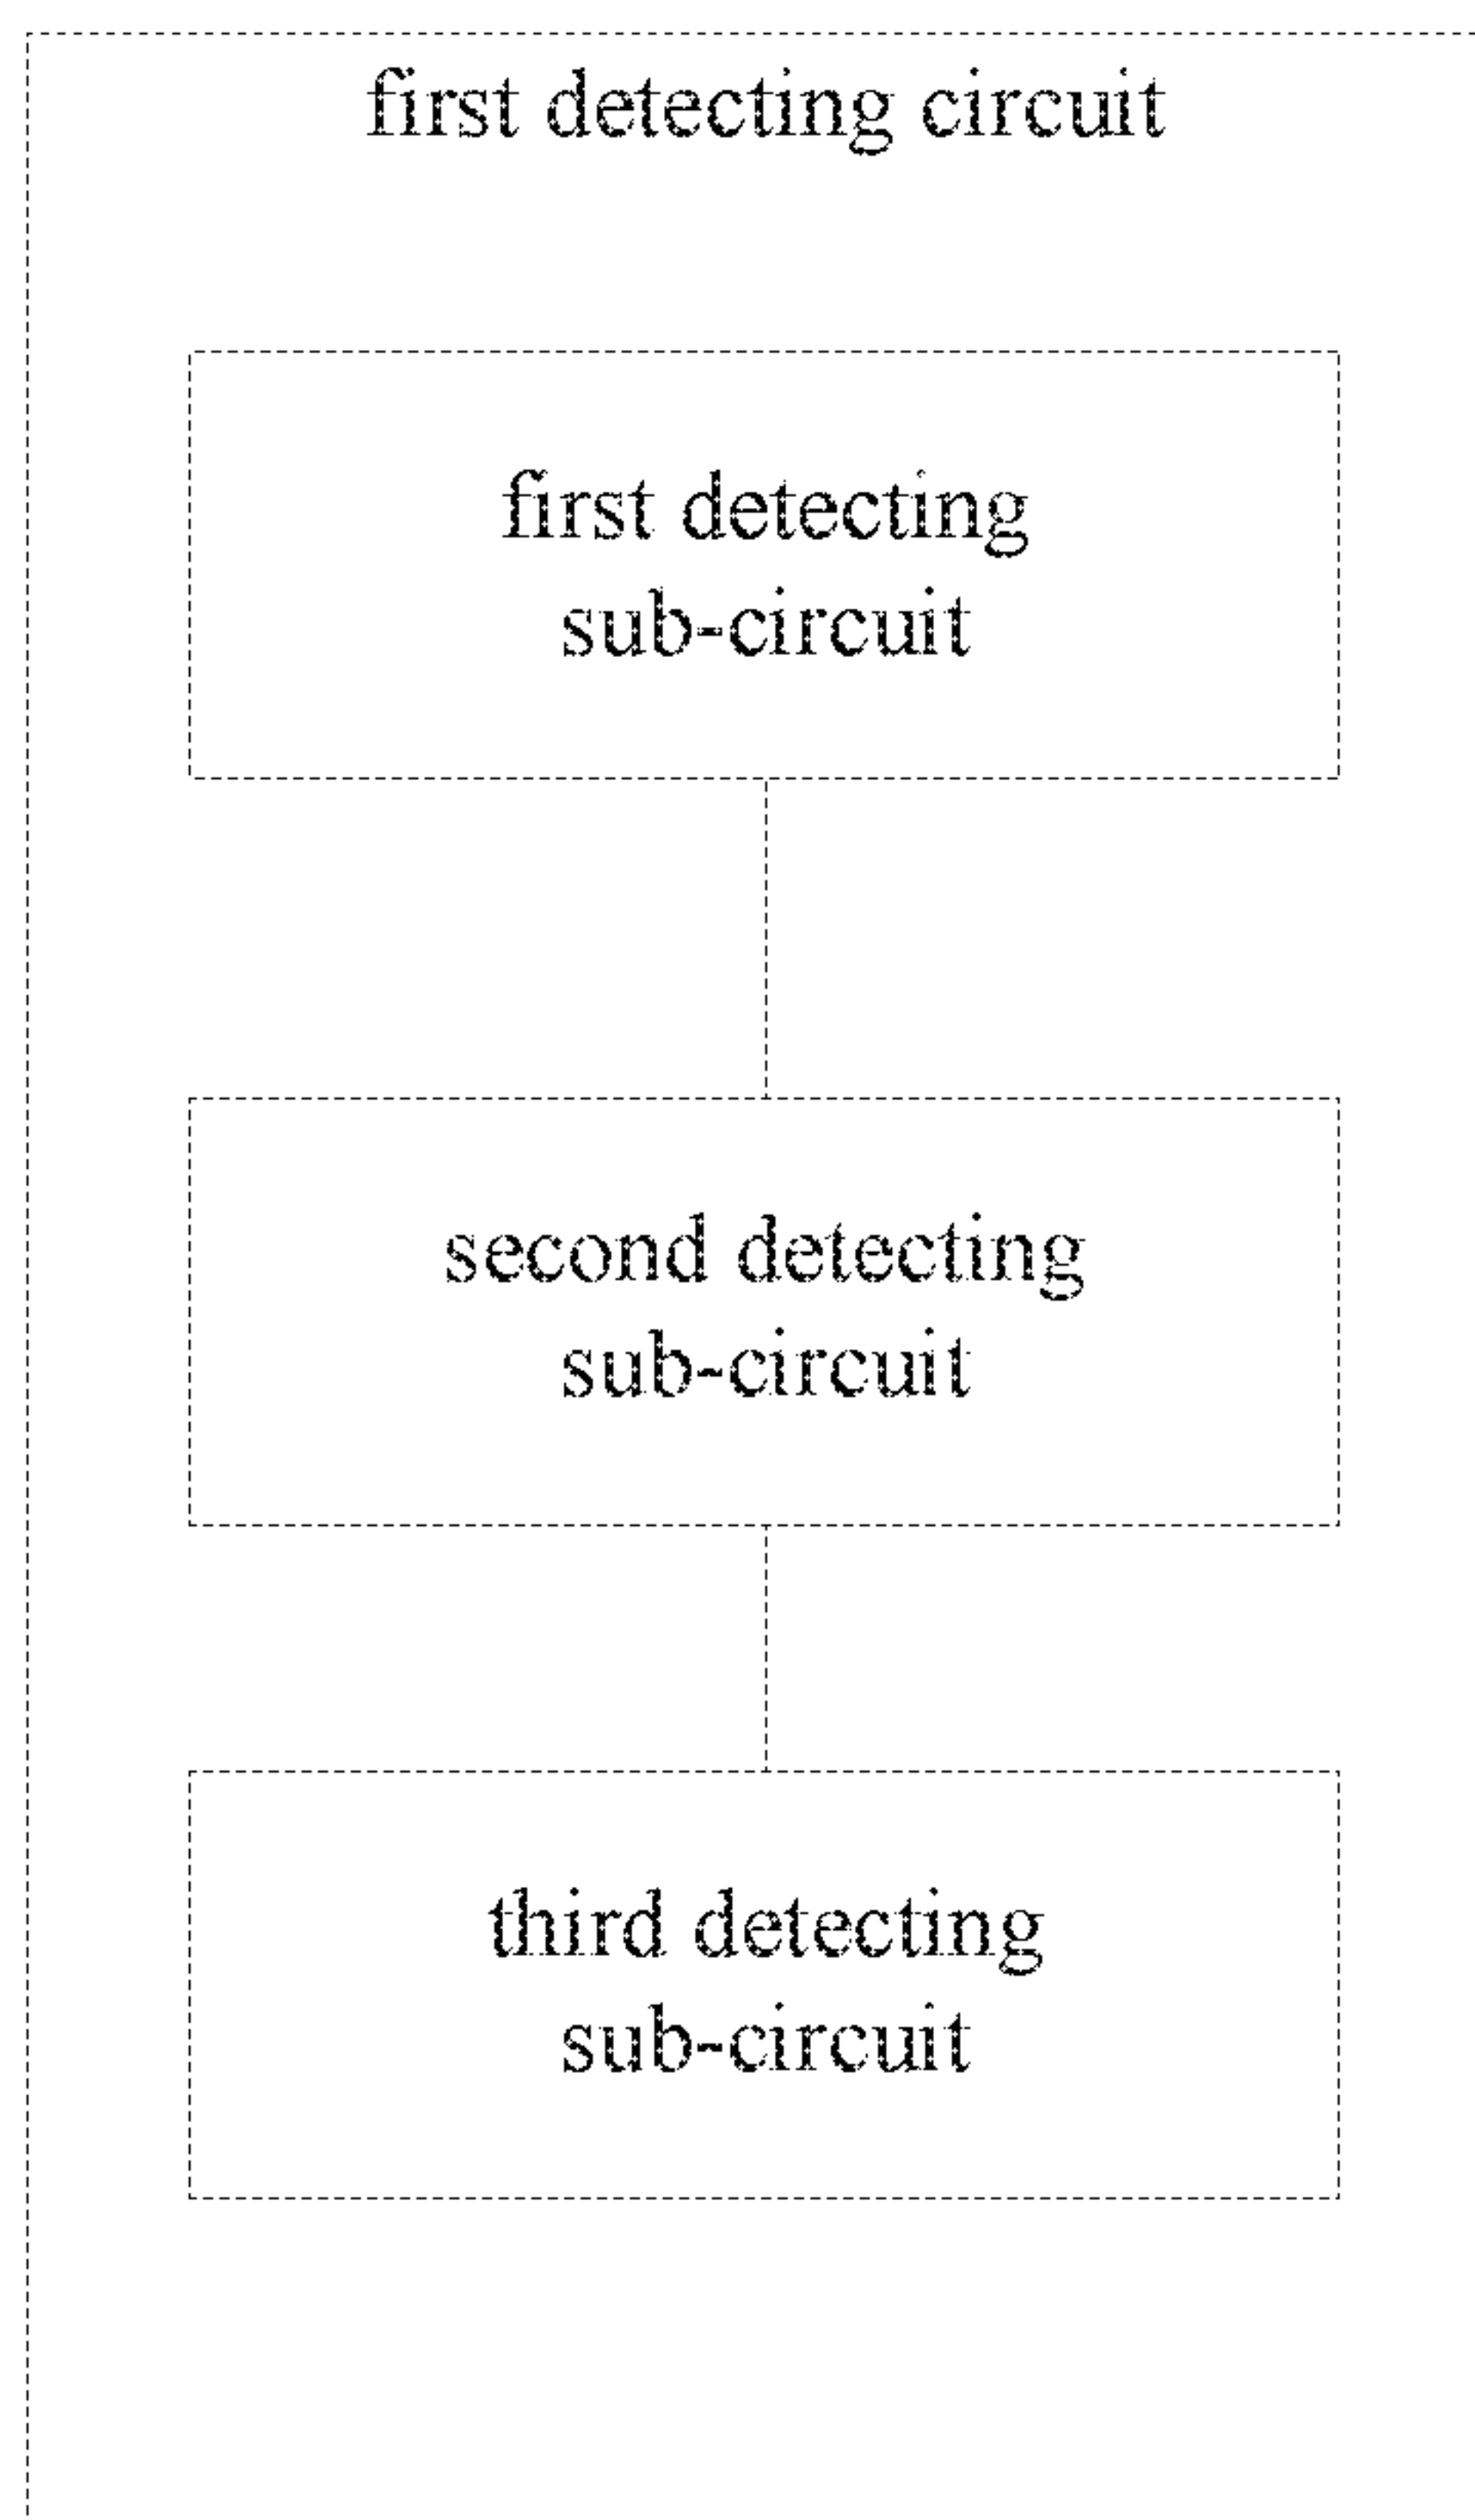 first detecting circuit
first detecting
sub-circuit
second detecting
sub-circuit
third detecting
sub-circuit